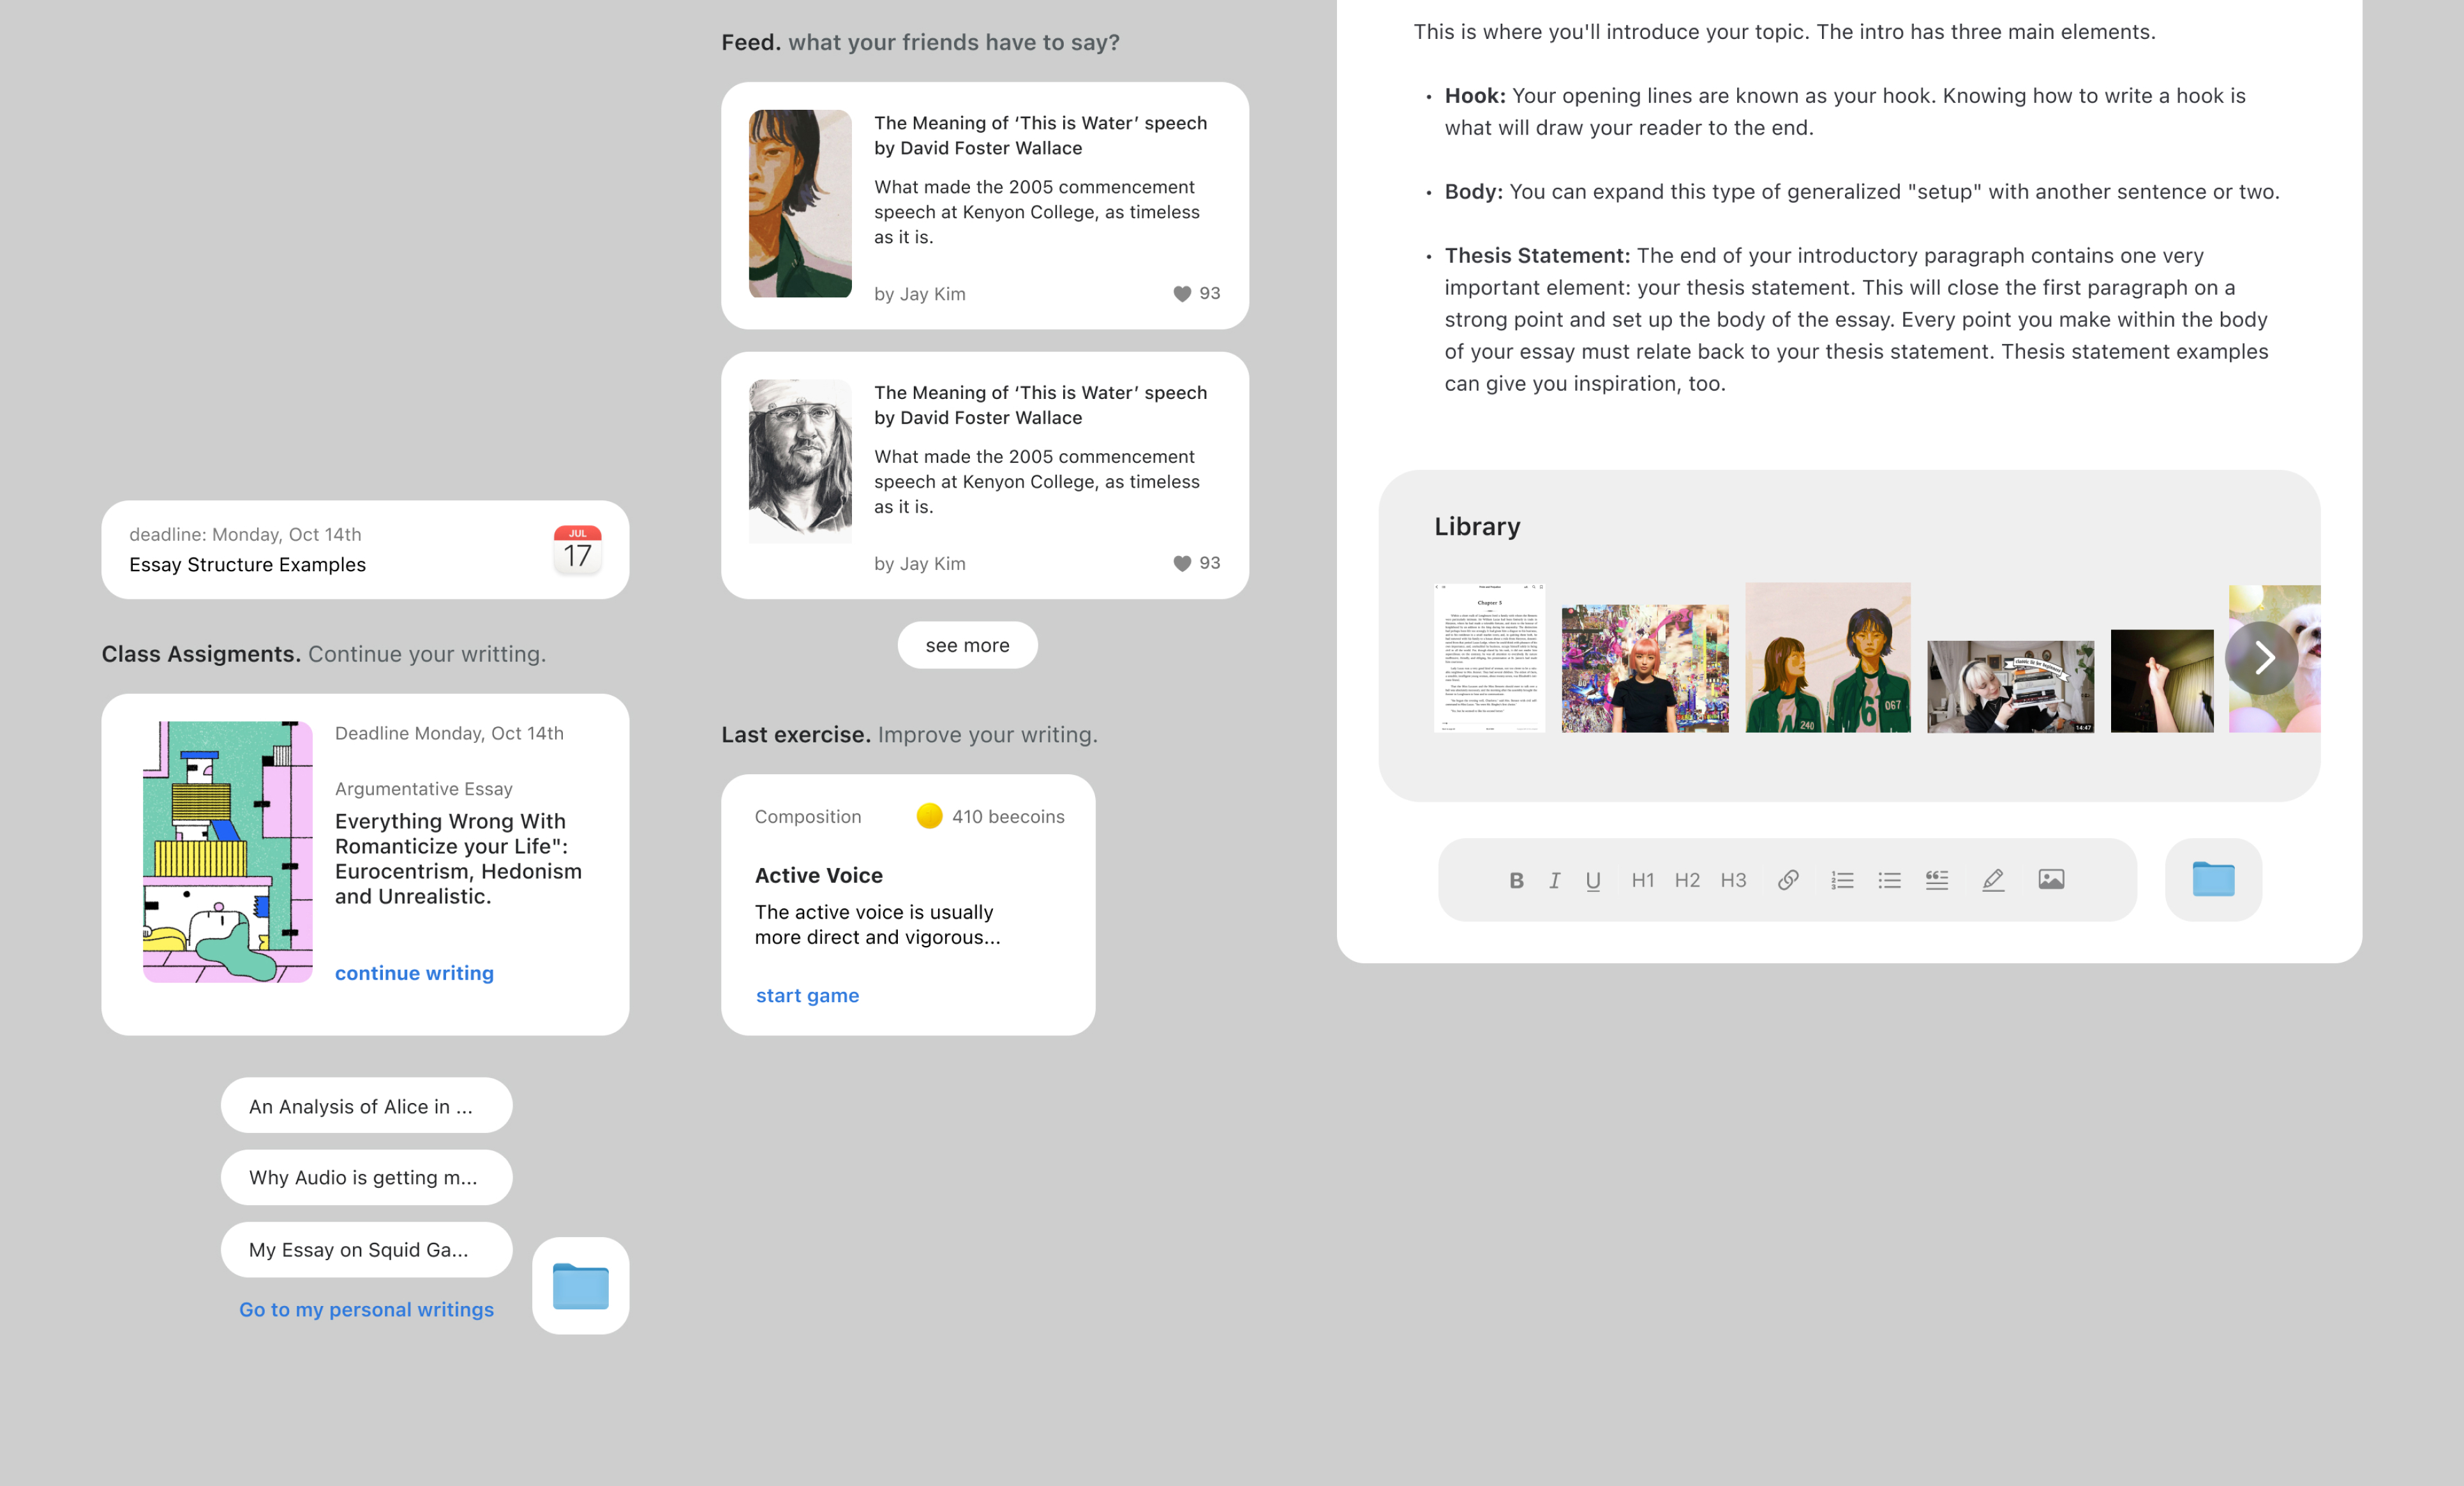 Feed. what your friends have to say?
The Meaning of ‘This is Water’ speech
by David Foster Wallace
What made the 2005 commencement
speech at Kenyon College, as timeless
as it is.
by Jay Kim
93
The Meaning of ‘This is Water’ speech
by David Foster Wallace
What made the 2005 commencement
speech at Kenyon College, as timeless
as it is.
by Jay Kim
93
see more
deadline: Monday, Oct 14th
Essay Structure Examples
JUL
17
Class Assigments. Continue your writting.
Deadline Monday, Oct 14th
Argumentative Essay
Everything Wrong With
Romanticize your Life":
Eurocentrism, Hedonism
and Unrealistic.
continue writing
An Analysis of Alice in ...
Why Audio is getting m...
My Essay on Squid Ga...
Go to my personal writings
Last exercise. Improve your writing.
Composition
410 beecoins
Active Voice
The active voice is usually
more direct and vigorous...
start game
This is where you'll introduce your topic. The intro has three main elements.
• Hook: Your opening lines are known as your hook. Knowing how to write a hook is
what will draw your reader to the end.
• Body: You can expand this type of generalized "setup" with another sentence or two.
• Thesis Statement: The end of your introductory paragraph contains one very
important element: your thesis statement. This will close the first paragraph on a
strong point and set up the body of the essay. Every point you make within the body
of your essay must relate back to your thesis statement. Thesis statement examples
can give you inspiration, too.
Library
Chapter 5
240
067
14:47
B I U H1 H2 H3